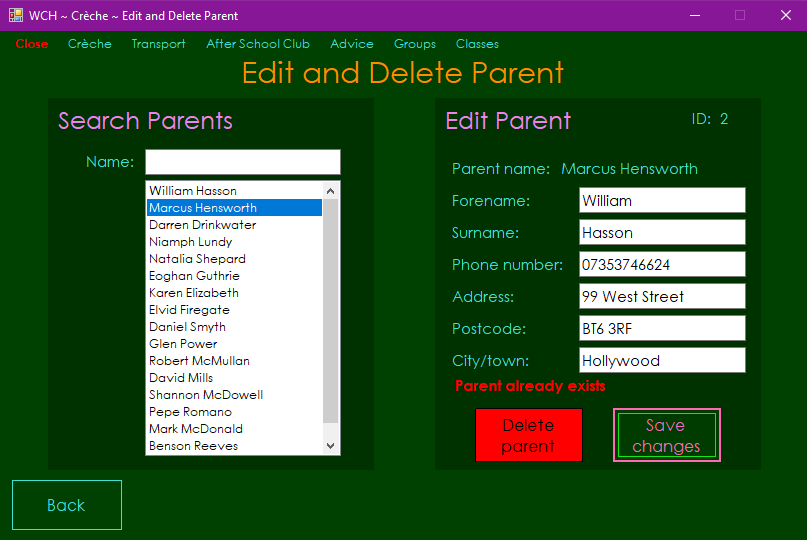 WCH ~ Crèche ~ Edit and Delete Parent
Close Crèche Transport After School Club Advice Groups Classes
Edit and Delete Parent
Search Parents
Name:
William Hasson
Marcus Hensworth
Darren Drinkwater
Niamph Lundy
Natalia Shepard
Eoghan Guthrie
Karen Elizabeth
Elvid Firegate
Daniel Smyth
Glen Power
Robert McMullan
David Mills
Shannon McDowell
Pepe Romano
Mark McDonald
Benson Reeves
Edit Parent ID: 2
Parent name: Marcus Hensworth
Forename: William
Surname: Hasson
Phone number: 07353746624
Address: 99 West Street
Postcode: BT6 3RF
City/town: Hollywood
Parent already exists
Delete
parent
Save
changes
Back